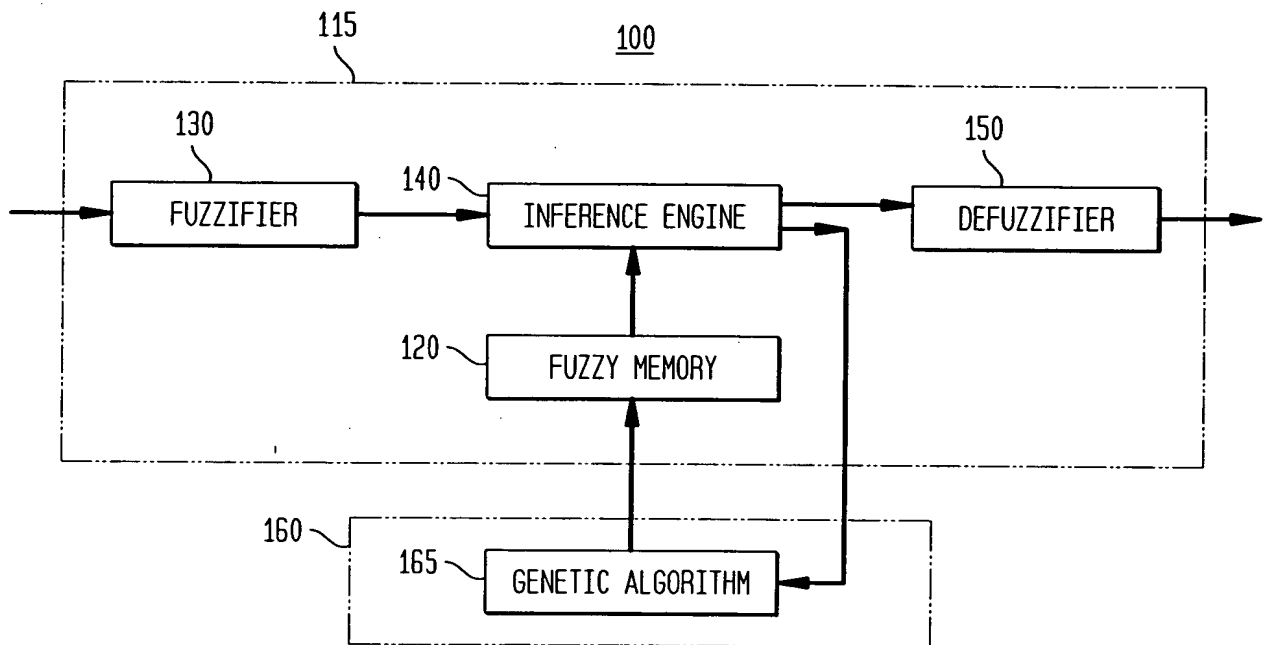 100
115
130
FUZZIFIER
140
INFERENCE ENGINE
150
DEFUZZIFIER
120
FUZZY MEMORY
160
165
GENETIC ALGORITHM